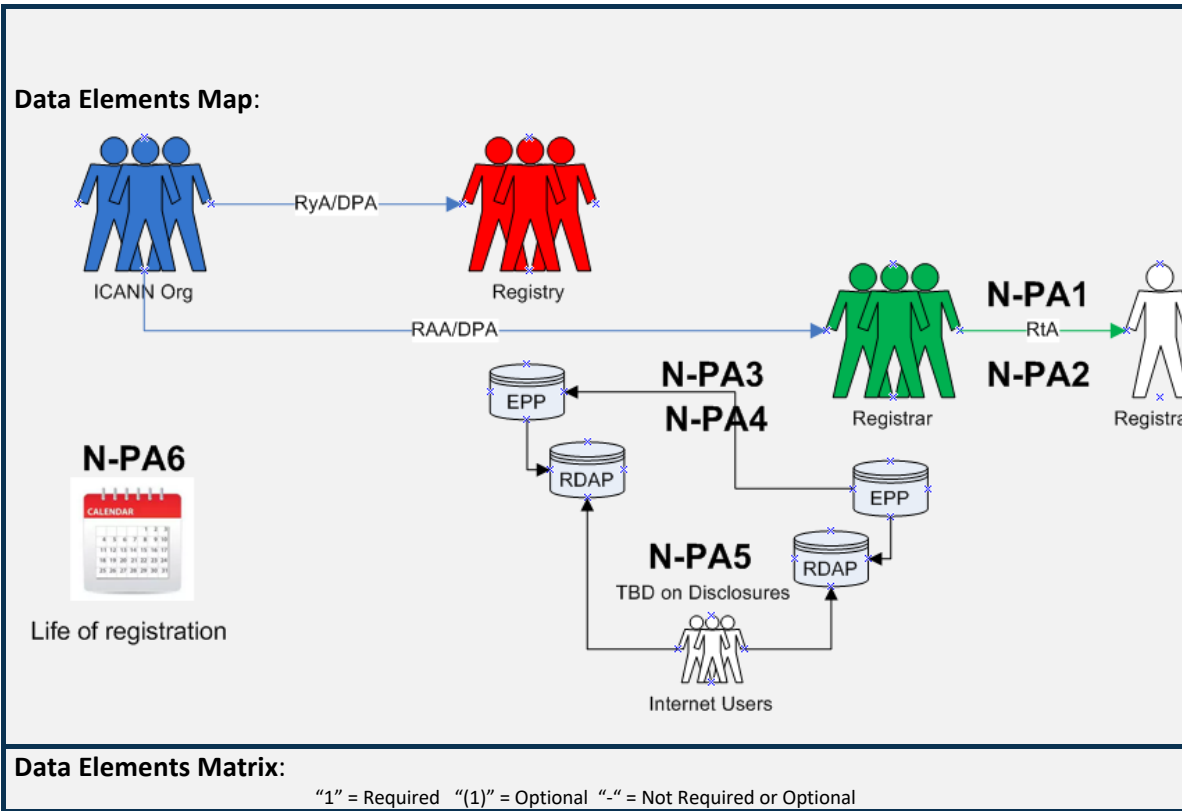 Data Elements Map:
RyA/DPA
ICANN Org
Registry
N-PA1
RAA/DPA
RtA
N-PA3
N-PA2
EPP
N-PA4
Registrar
Registra
N-PA6
RDAP
CALENDAR
EPP
N-PA5
RDAP
TBD on Disclosures
Life of registration
Internet Users
Data Elements Matrix:
“1” = Required “(1)” = Optional “-“ = Not Required or Optional